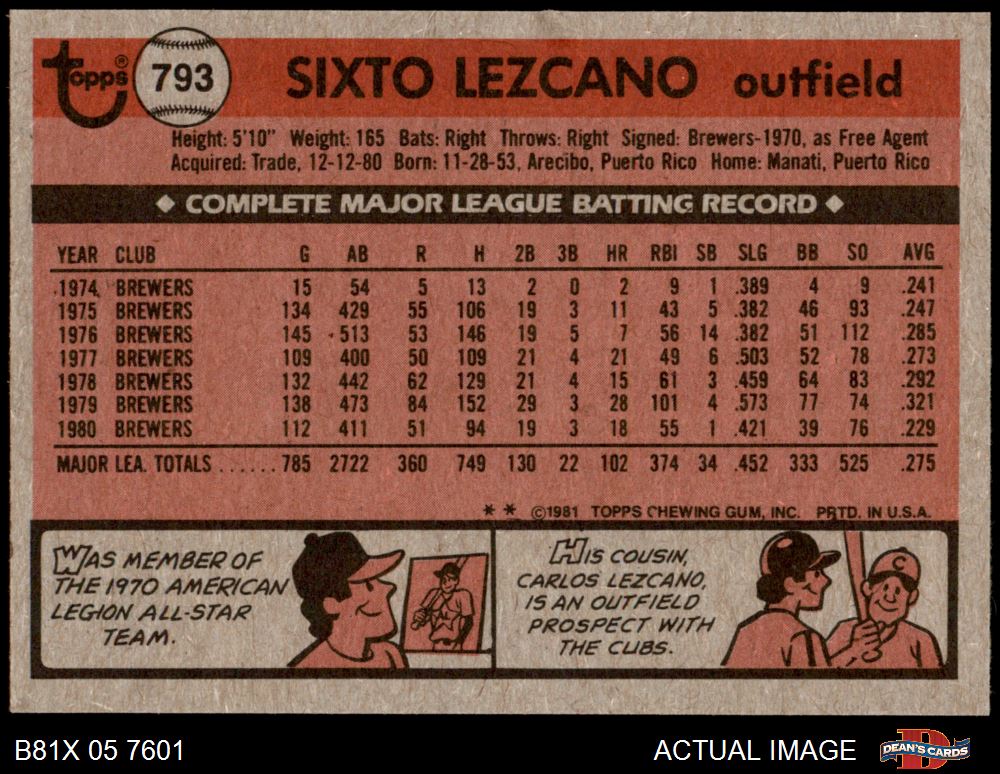 topps®
793
SIXTO LEZCANO outfield
Height: 5'10" Weight: 165 Bats: Right Throws: Right Signed: Brewers-1970, as Free Agent
Acquired: Trade, 12-12-80 Born: 11-28-53, Arecibo, Puerto Rico Home: Manati, Puerto Rico
◆ COMPLETE MAJOR LEAGUE BATTING RECORD ◆
YEAR CLUB G AB R H 2B 3B HR RBI SB SLG BB SO AVG
1974 BREWERS 15 54 5 13 2 0 2 9 1 .389 4 9 .241
1975 BREWERS 134 429 55 106 19 3 11 43 5 .382 46 93 .247
1976 BREWERS 145 513 53 146 19 5 7 56 14 .382 51 112 .285
1977 BREWERS 109 400 50 109 21 4 21 49 6 .503 52 78 .273
1978 BREWERS 132 442 62 129 21 4 15 61 3 .459 64 83 .292
1979 BREWERS 138 473 84 152 29 3 28 101 4 .573 77 74 .321
1980 BREWERS 112 411 51 94 19 3 18 55 1 .421 39 76 .229
MAJOR LEA. TOTALS ...... 785 2722 360 749 130 22 102 374 34 .452 333 525 .275
* * ©1981 TOPPS CHEWING GUM, INC. PRTD. IN U.S.A.
WAS MEMBER OF
THE 1970 AMERICAN
LEGION ALL-STAR
TEAM.
HIS COUSIN,
CARLOS LEZCANO,
IS AN OUTFIELD
PROSPECT WITH
THE CUBS.
C
B81X 05 7601 ACTUAL IMAGE
D
DEAN'S CARDS